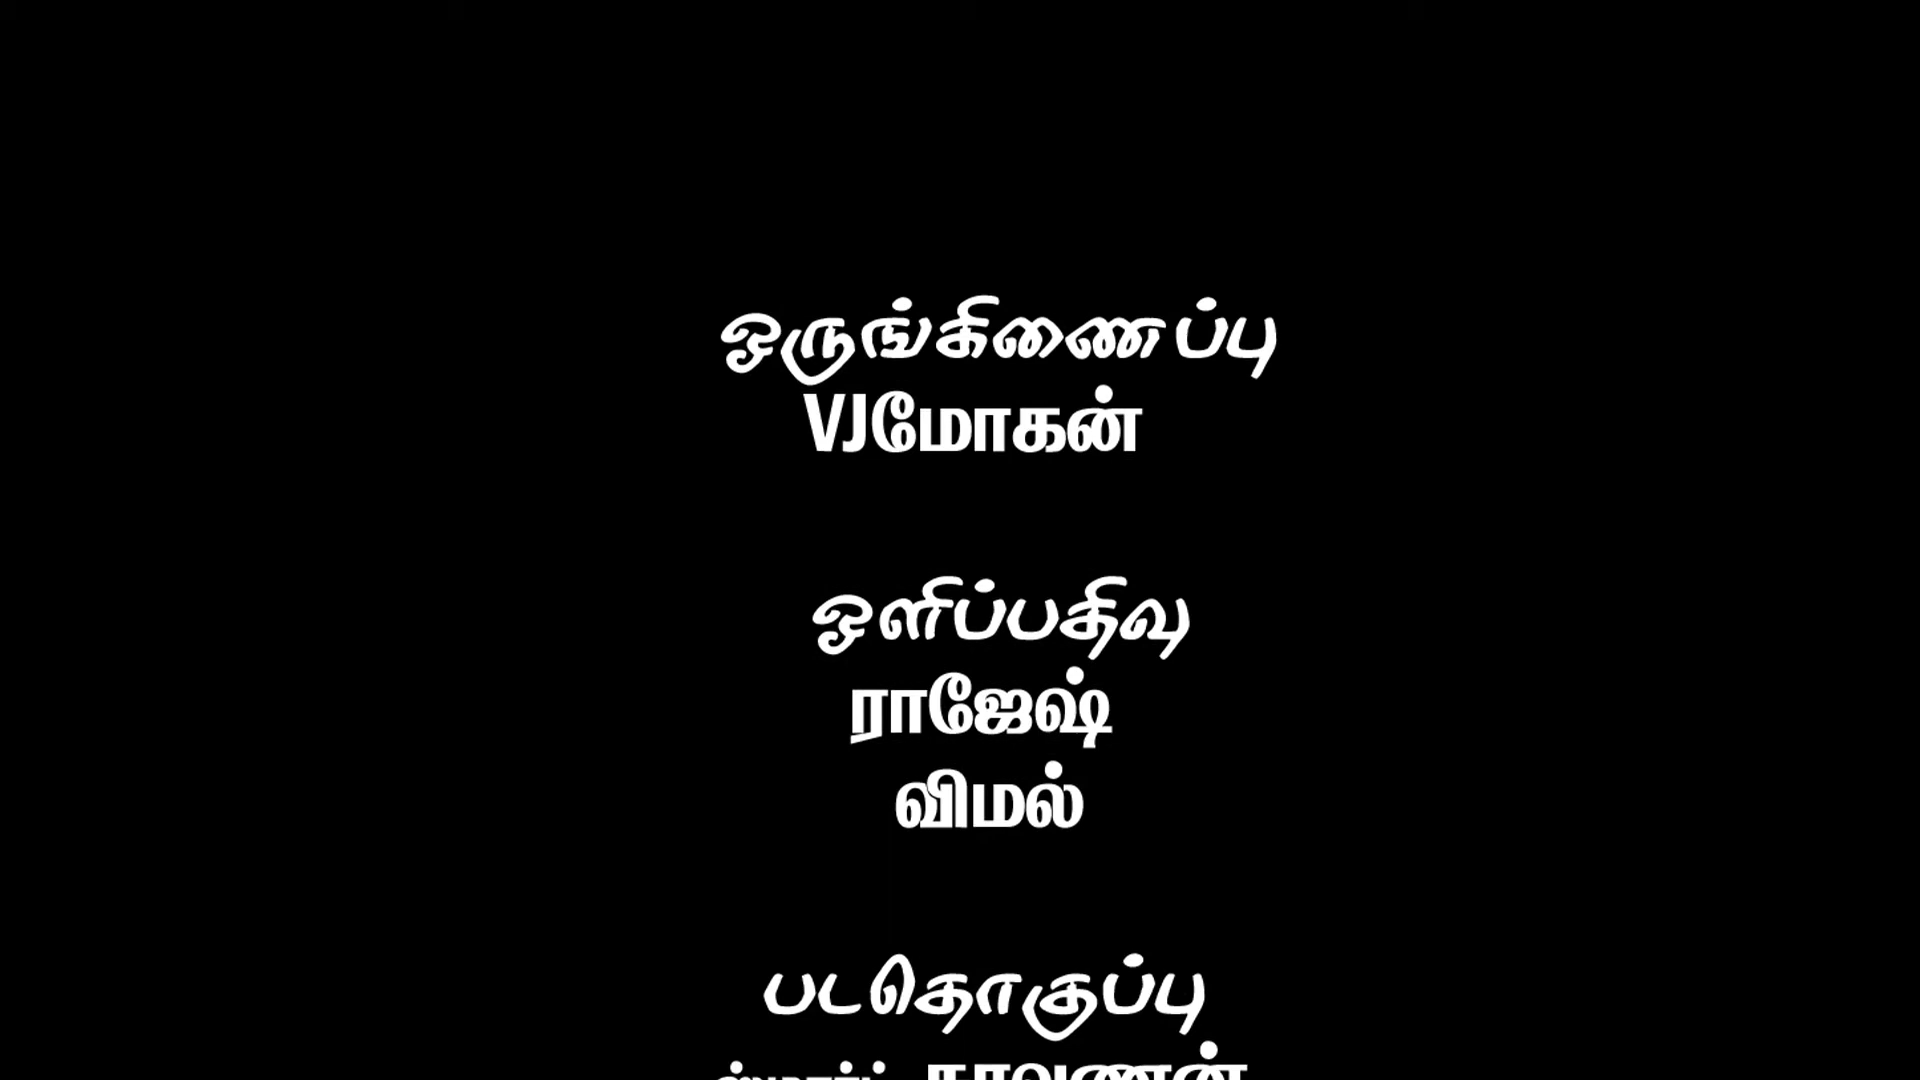 ஒருங்கிணைப்பு
VJமோகன்
ஒளிப்பதிவு
ராஜேஷ்
விமல்
படதொகுப்பு